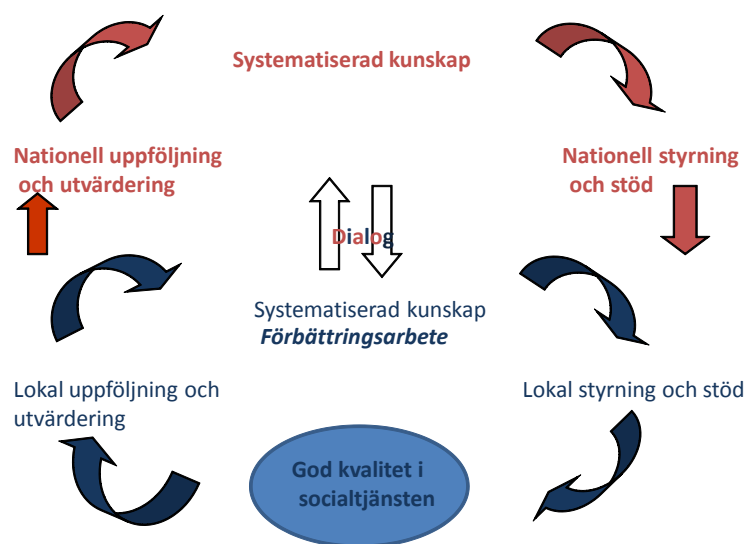 Systematiserad kunskap
Nationell uppföljning
och utvärdering
Nationell styrning
och stöd
Dialog
Systematiserad kunskap
Förbättringsarbete
Lokal uppföljning och
utvärdering
Lokal styrning och stöd
God kvalitet i
socialtjänsten